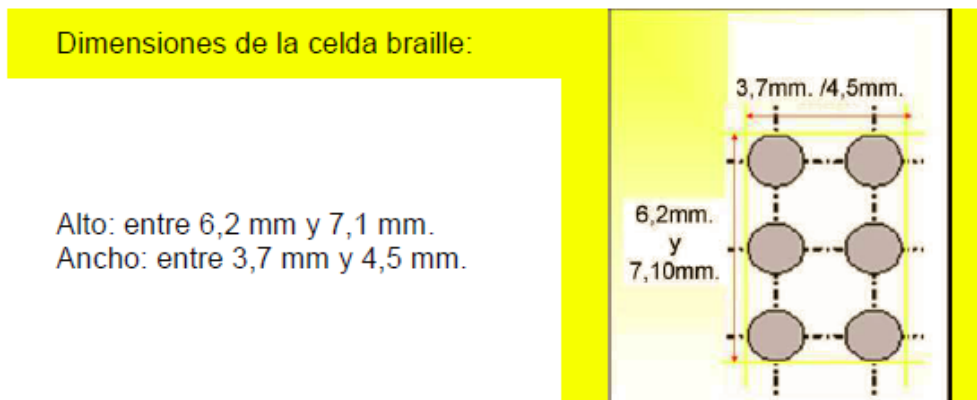 Dimensiones de la celda braille:
Alto: entre 6,2 mm y 7,1 mm.
Ancho: entre 3,7 mm y 4,5 mm.
3,7mm. /4,5mm.
6,2mm.
y
7,10mm.